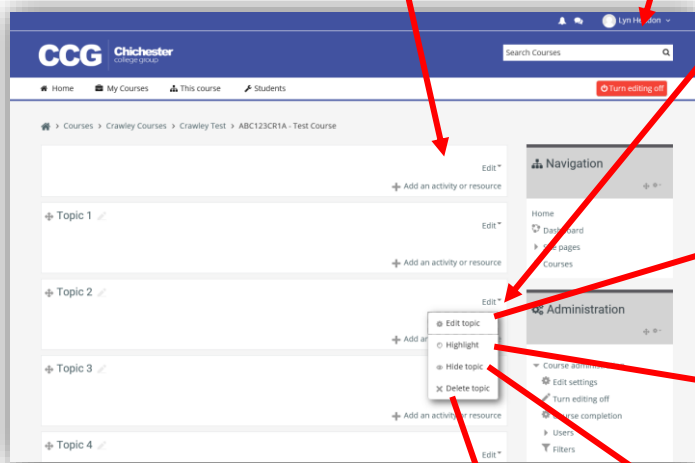 Lyn He don
CCG Chichester
college group
Search Courses
Home My Courses This course Students
Turn editing off
> Courses > Crawley Courses > Crawley Test > ABC123CR1A - Test Course
Edit
Add an activity or resource
Topic 1
Edit
Add an activity or resource
Topic 2
Edit
Edit topic
Highlight
Hide topic
Delete topic
Topic 3
Add an activity or resource
Topic 4
Edit
Navigation
Home
Dashboard
pages
Courses
Administration
Course
Edit settings
Turn editing off
Course completion
Users
Filters